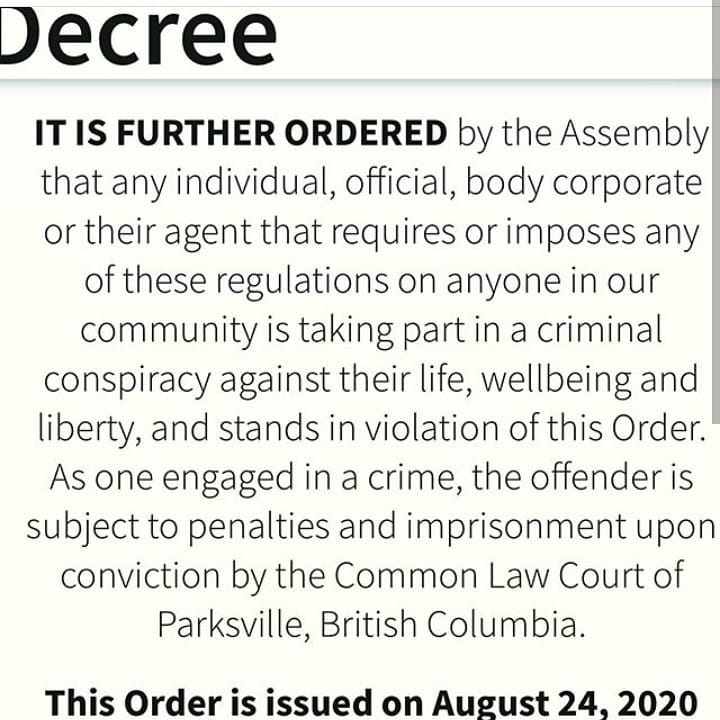 Decree
IT IS FURTHER ORDERED by the Assembly
that any individual, official, body corporate
or their agent that requires or imposes any
of these regulations on anyone in our
community is taking part in a criminal
conspiracy against their life, wellbeing and
liberty, and stands in violation of this Order.
As one engaged in a crime, the offender is
subject to penalties and imprisonment upon
conviction by the Common Law Court of
Parksville, British Columbia.
This Order is issued on August 24, 2020